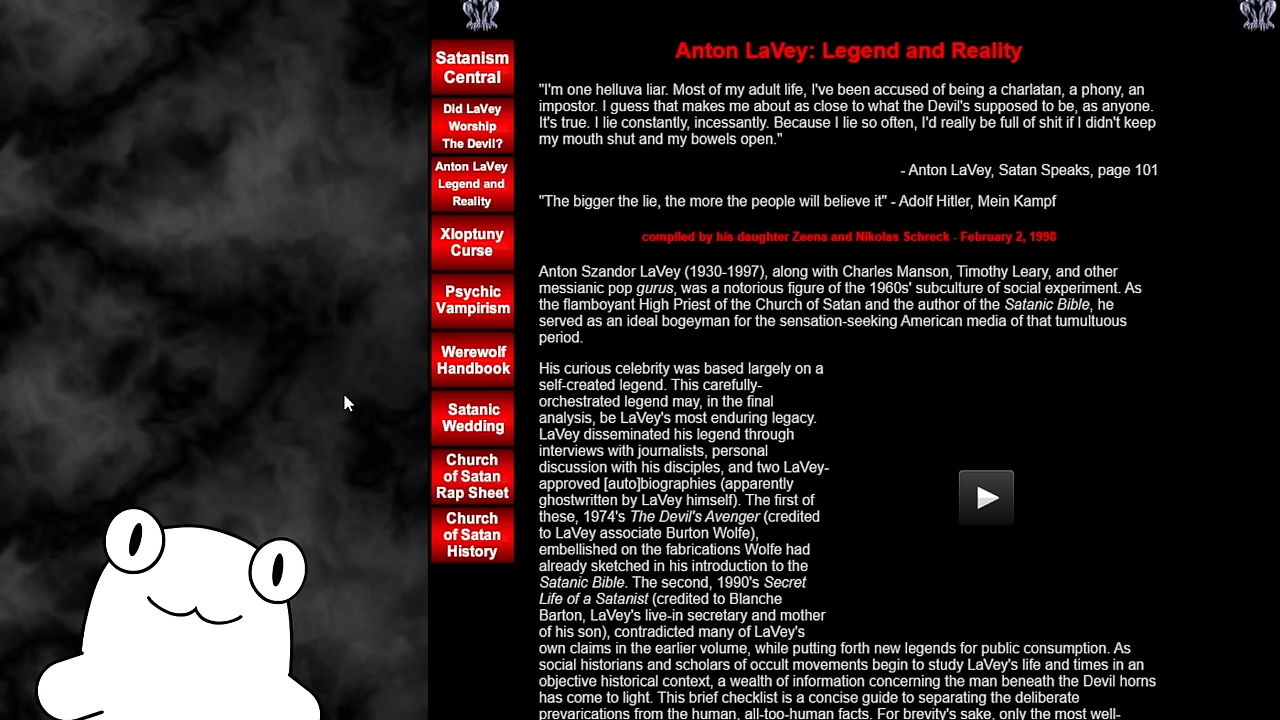 Satanism
Central
Did LaVey
Worship
The Devil?
Anton LaVey
Legend and
Reality
Xloptuny
Curse
Psychic
Vampirism
Werewolf
Handbook
Satanic
Wedding
Church
of Satan
Rap Sheet
Church
of Satan
History
Anton LaVey: Legend and Reality
"I'm one helluva liar. Most of my adult life, I've been accused of being a charlatan, a phony, an
impostor. I guess that makes me about as close to what the Devil's supposed to be, as anyone.
It's true. I lie constantly, incessantly. Because I lie so often, I'd really be full of shit if I didn't keep
my mouth shut and my bowels open."
- Anton LaVey, Satan Speaks, page 101
"The bigger the lie, the more the people will believe it" - Adolf Hitler, Mein Kampf
compiled by his daughter Zeena and Nikolas Schreck - February 2, 1998
Anton Szandor LaVey (1930-1997), along with Charles Manson, Timothy Leary, and other
messianic pop gurus, was a notorious figure of the 1960s' subculture of social experiment. As
the flamboyant High Priest of the Church of Satan and the author of the Satanic Bible, he
served as an ideal bogeyman for the sensation-seeking American media of that tumultuous
period.
His curious celebrity was based largely on a
self-created legend. This carefully-
orchestrated legend may, in the final
analysis, be LaVey's most enduring legacy.
LaVey disseminated his legend through
interviews with journalists, personal
discussion with his disciples, and two LaVey-
approved [auto]biographies (apparently
ghostwritten by LaVey himself). The first of
these, 1974's The Devil's Avenger (credited
to LaVey associate Burton Wolfe),
embellished on the fabrications Wolfe had
already sketched in his introduction to the
Satanic Bible. The second, 1990's Secret
Life of a Satanist (credited to Blanche
Barton, LaVey's live-in secretary and mother
of his son), contradicted many of LaVey's
own claims in the earlier volume, while putting forth new legends for public consumption. As
social historians and scholars of occult movements begin to study LaVey's life and times in an
objective historical context, a wealth of information concerning the man beneath the Devil horns
has come to light. This brief checklist is a concise guide to separating the deliberate
prevarications from the human, all-too-human facts. For brevity's sake, only the most well-